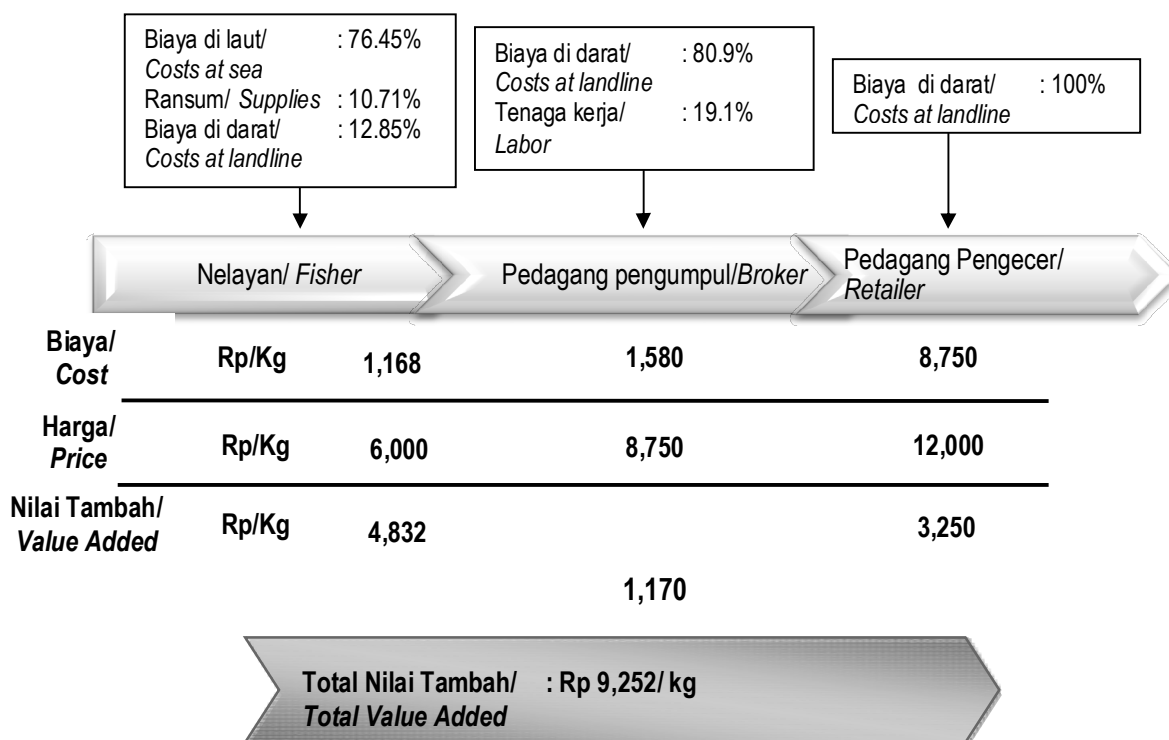 Biaya di laut/ : 76.45%
Costs at sea
Ransum/ Supplies : 10.71%
Biaya di darat/ : 12.85%
Costs at landline
Biaya di darat/ : 80.9%
Costs at landline
Tenaga kerja/ : 19.1%
Labor
Biaya di darat/ : 100%
Costs at landline
Nelayan/ Fisher
Pedagang pengumpul/Broker
Pedagang Pengecer/
Retailer
Biaya/
Cost
Rp/Kg 1,168 1,580 8,750
Harga/
Price
Rp/Kg 6,000 8,750 12,000
Nilai Tambah/
Value Added
Rp/Kg 4,832 3,250
1,170
Total Nilai Tambah/ : Rp 9,252/ kg
Total Value Added